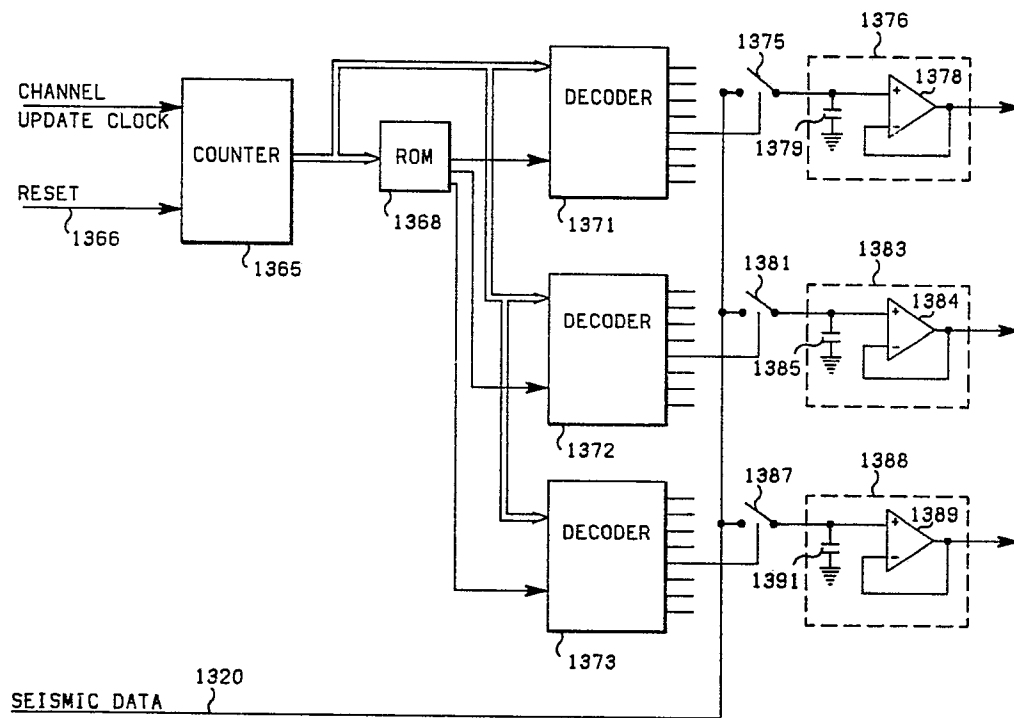 CHANNEL
UPDATE CLOCK
RESET
1366
COUNTER
1365
ROM
1368
DECODER
1371
1375
1376
+
1378
−
1379
DECODER
1372
1381
1383
+
1384
−
1385
DECODER
1373
1387
1388
+
1389
−
1391
1320
SEISMIC DATA